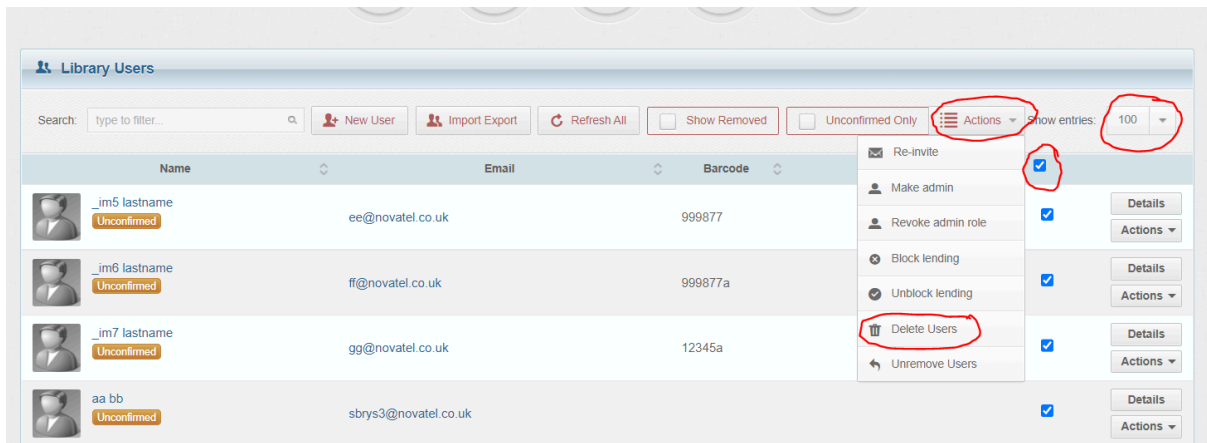 Library Users
Search: type to filter... New User Import Export Refresh All Show Removed Unconfirmed Only Actions Show entries: 100
Name Email Barcode
Re-invite
Make admin
Revoke admin role
Block lending
Unblock lending
Delete Users
Unremove Users
_im5 lastname
Unconfirmed
ee@novatel.co.uk
999877
Details
Actions
_im6 lastname
Unconfirmed
ff@novatel.co.uk
999877a
Details
Actions
_im7 lastname
Unconfirmed
gg@novatel.co.uk
12345a
Details
Actions
aa bb
Unconfirmed
sbrys3@novatel.co.uk
Details
Actions